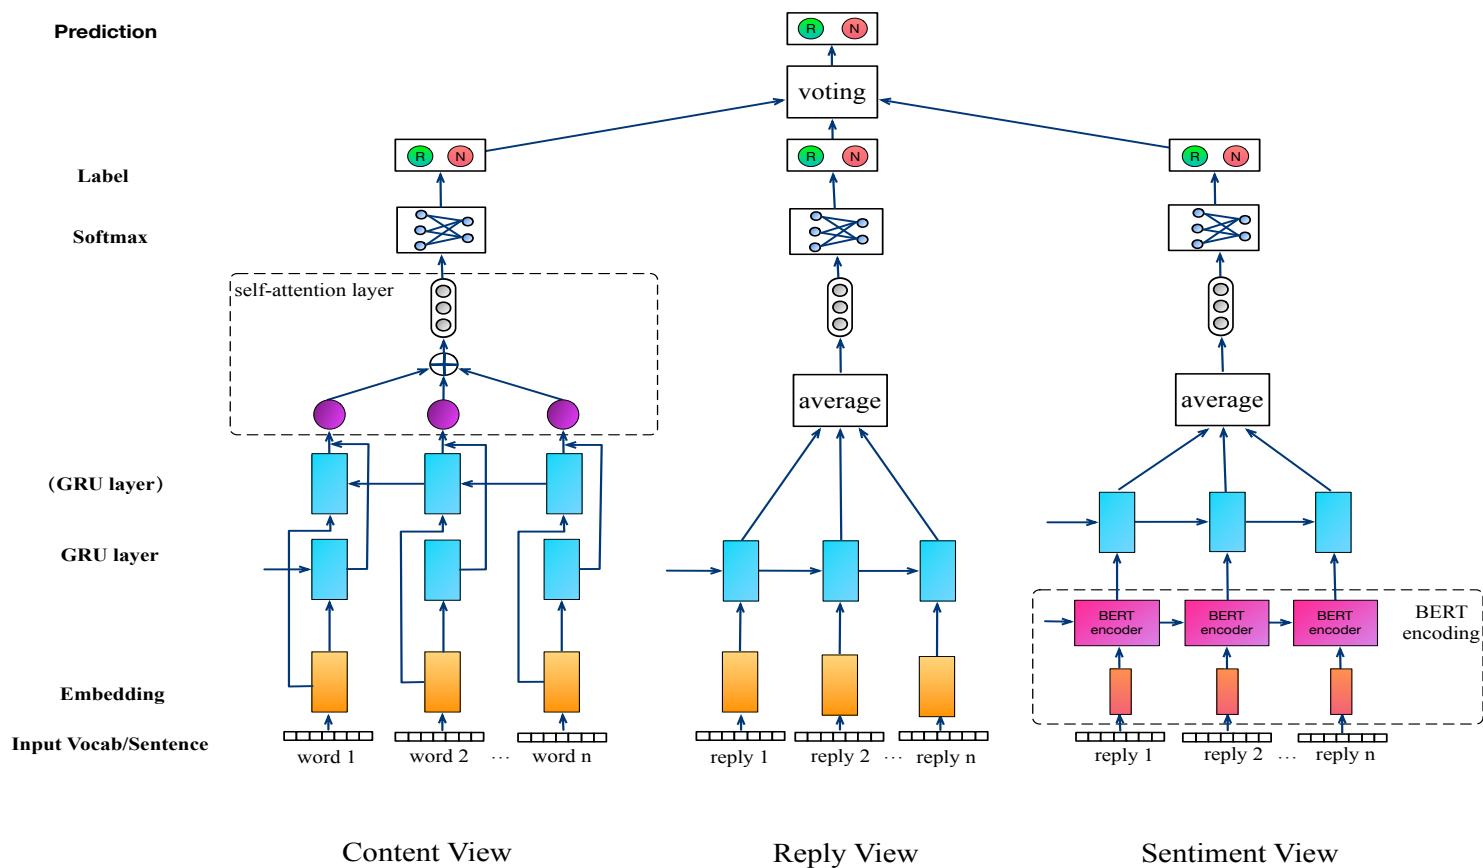 Prediction
R N
voting
R N
R N
R N
Label
Softmax
self-attention layer
average
average
(GRU layer)
GRU layer
BERT encoder
BERT encoder
BERT encoder
BERT encoding
Embedding
Input Vocab/Sentence
word 1
word 2
...
word n
reply 1
reply 2
...
reply n
reply 1
reply 2
...
reply n
Content View
Reply View
Sentiment View